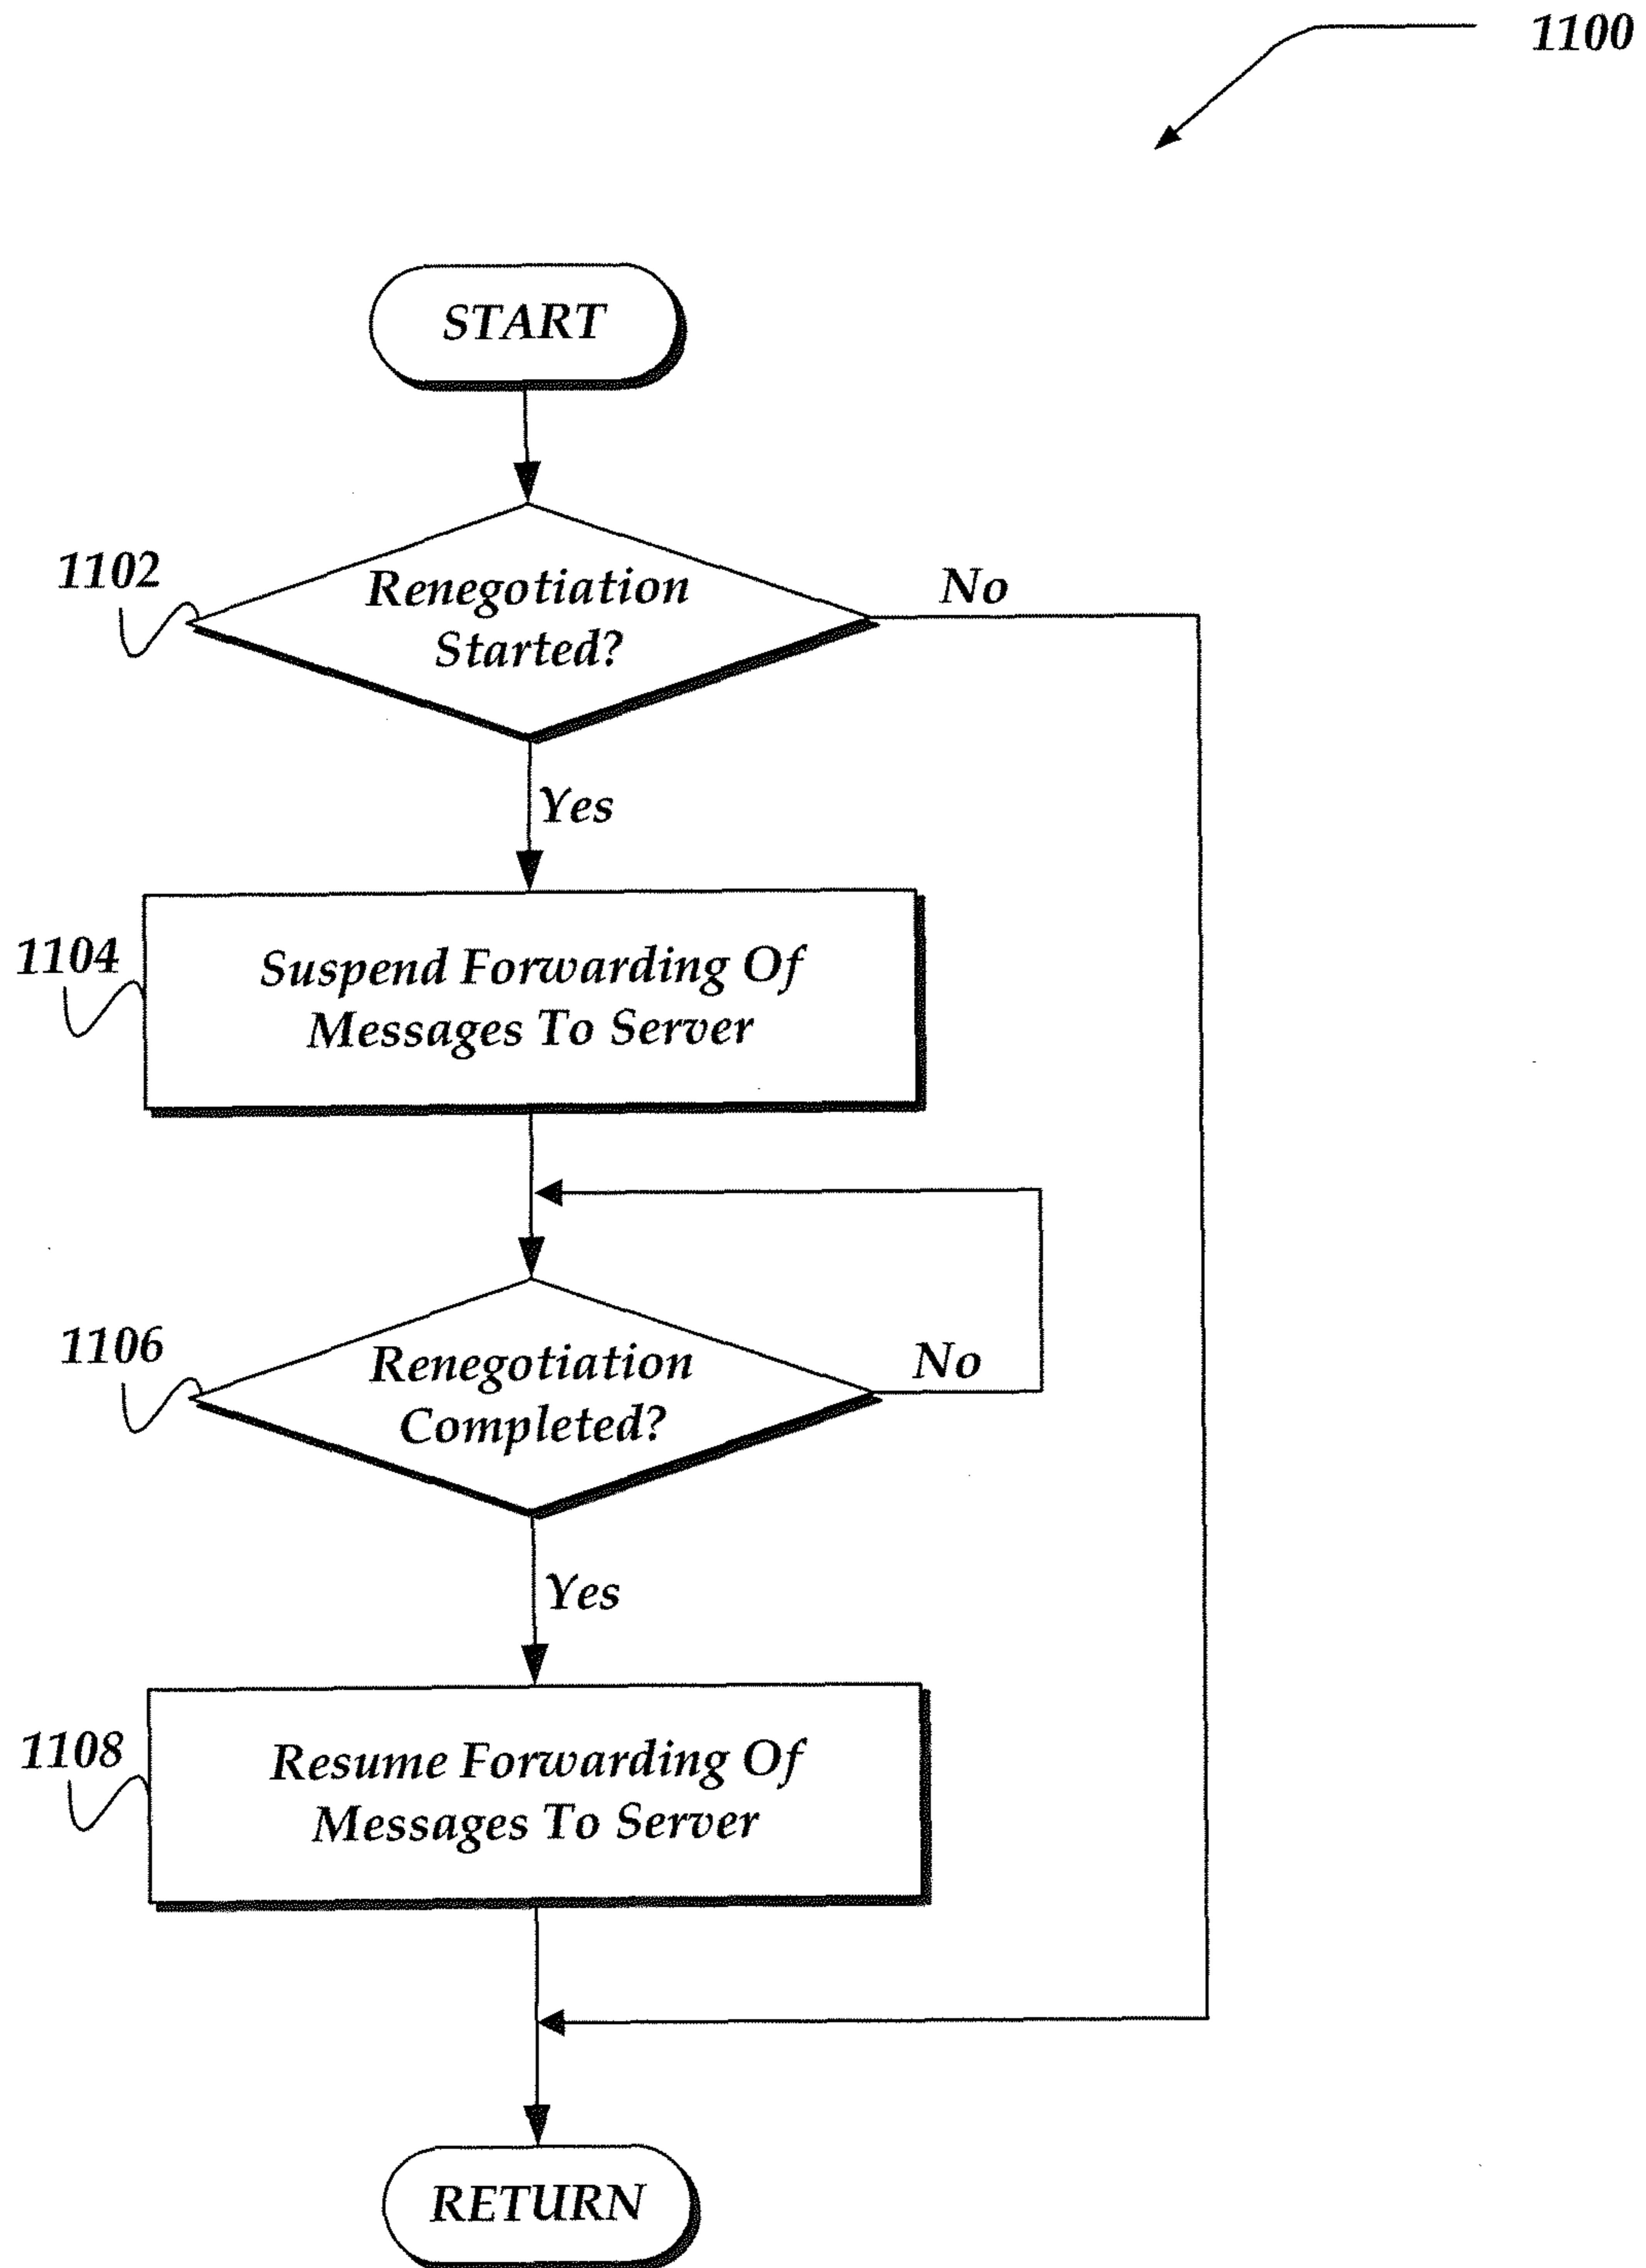 1100
START
1102
Renegotiation
Started?
No
Yes
1104
Suspend Forwarding Of
Messages To Server
1106
Renegotiation
Completed?
No
Yes
1108
Resume Forwarding Of
Messages To Server
RETURN